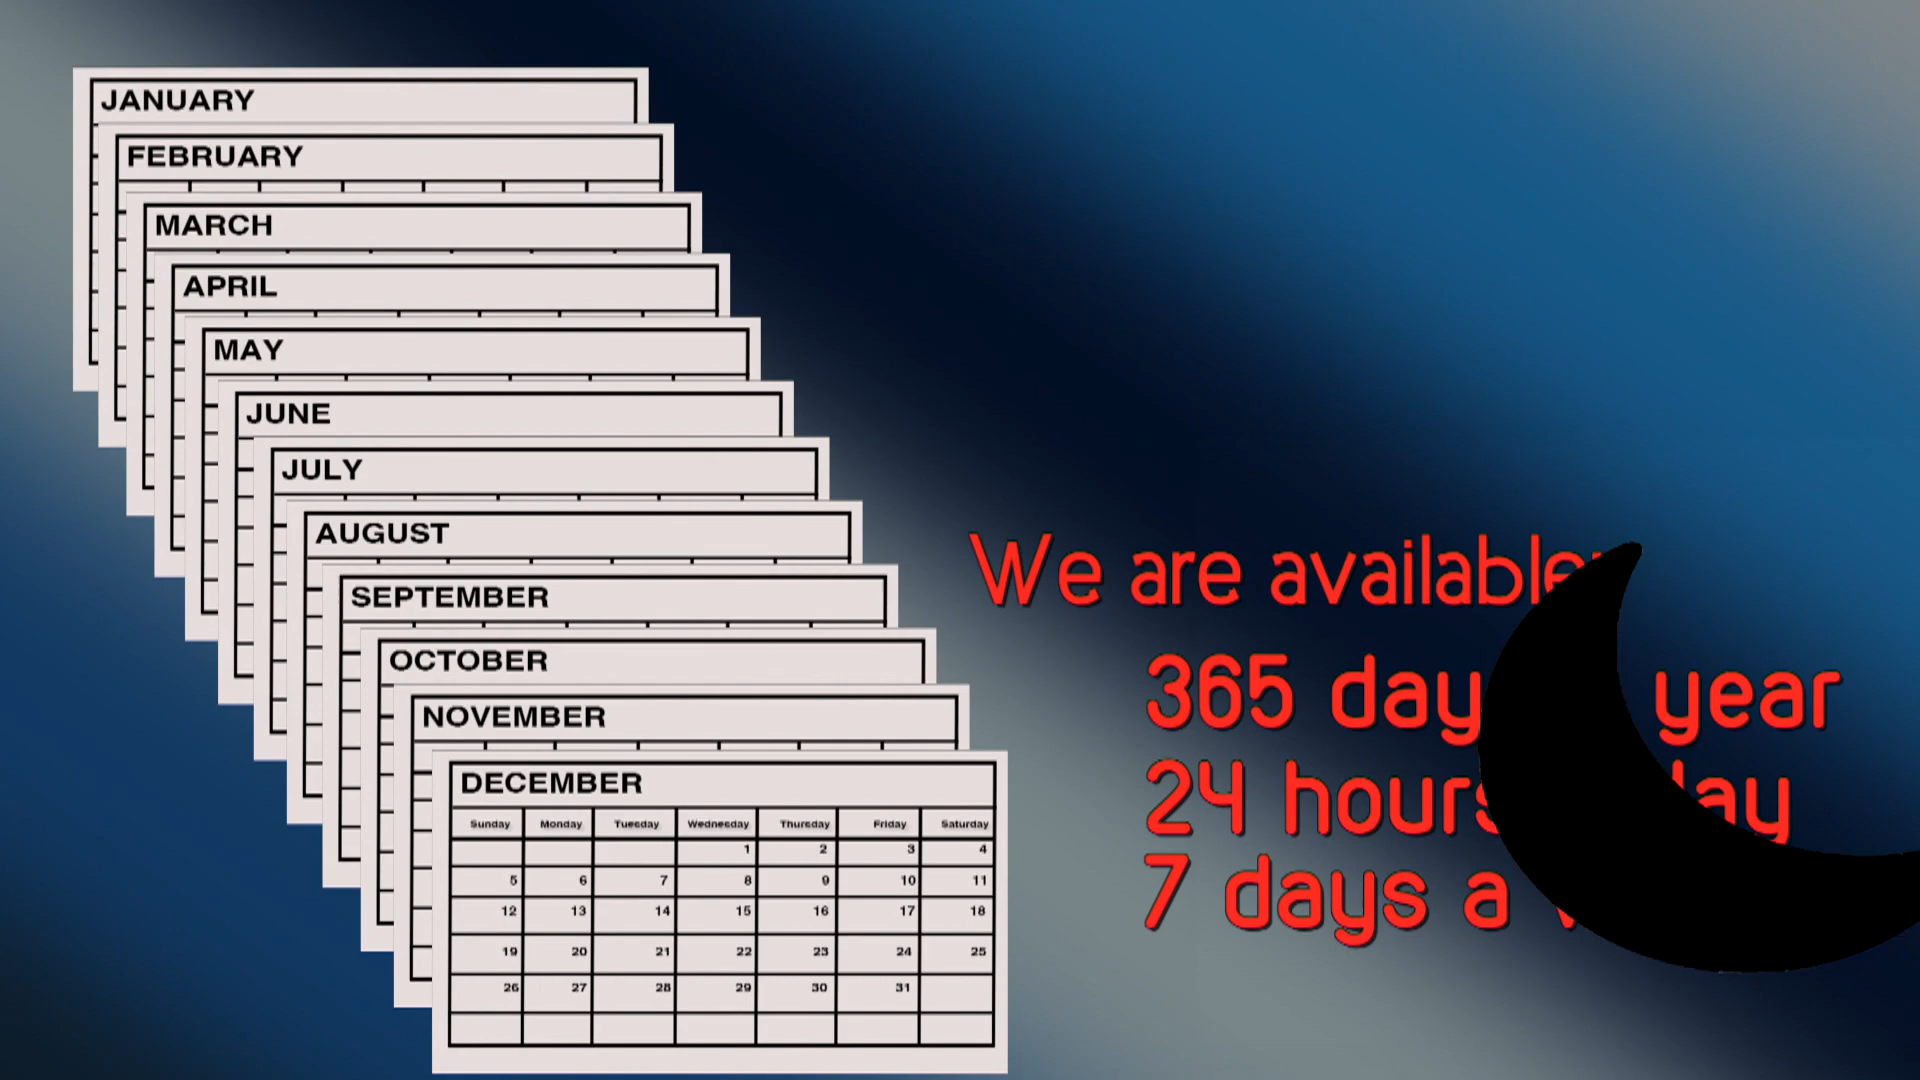 JANUARY
FEBRUARY
MARCH
APRIL
MAY
JUNE
JULY
AUGUST
SEPTEMBER
OCTOBER
NOVEMBER
DECEMBER
Sunday Monday Tuesday Wednesday Thursday Friday Saturday
1 2 3 4
5 6 7 8 9 10 11
12 13 14 15 16 17 18
19 20 21 22 23 24 25
26 27 28 29 30 31
We are available
365 day year
24 hours day
7 days a